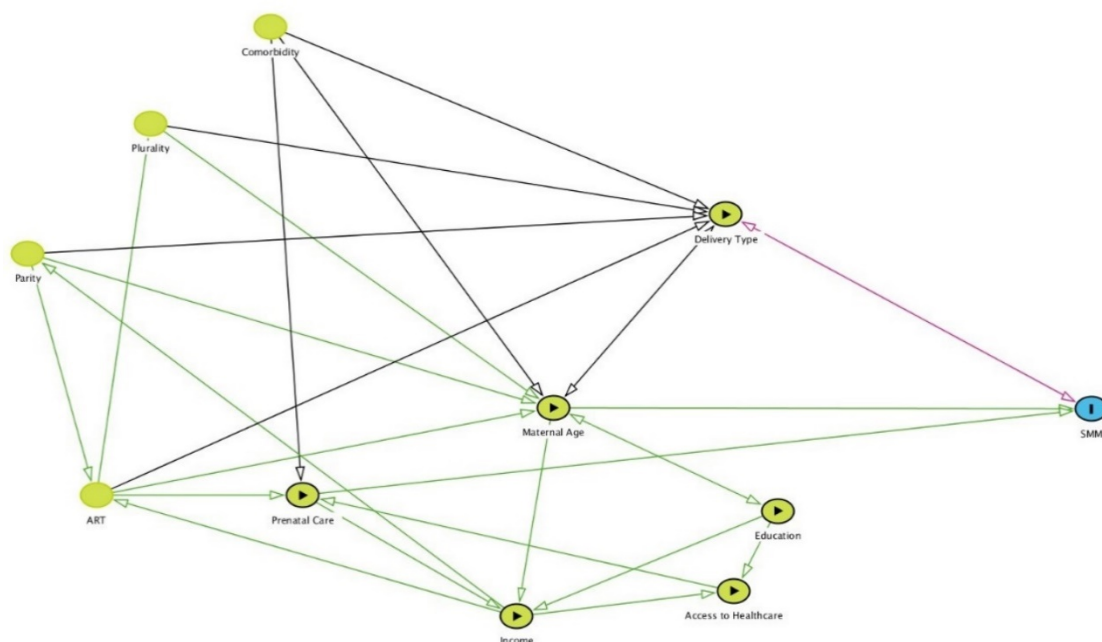 Comorbidity
Plurality
Delivery Type
Parity
Maternal Age
SMM
ART
Prenatal Care
Education
Access to Healthcare
Income